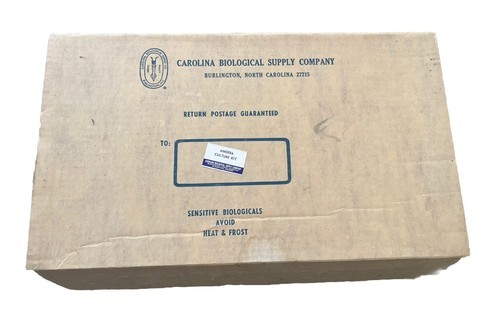 CAROLINA BIOLOGICAL SUPPLY COMPANY
BURLINGTON, NORTH CAROLINA 27215
RETURN POSTAGE GUARANTEED
TO:
CULTURE KIT
SENSITIVE BIOLOGICALS
AVOID
HEAT & FROST